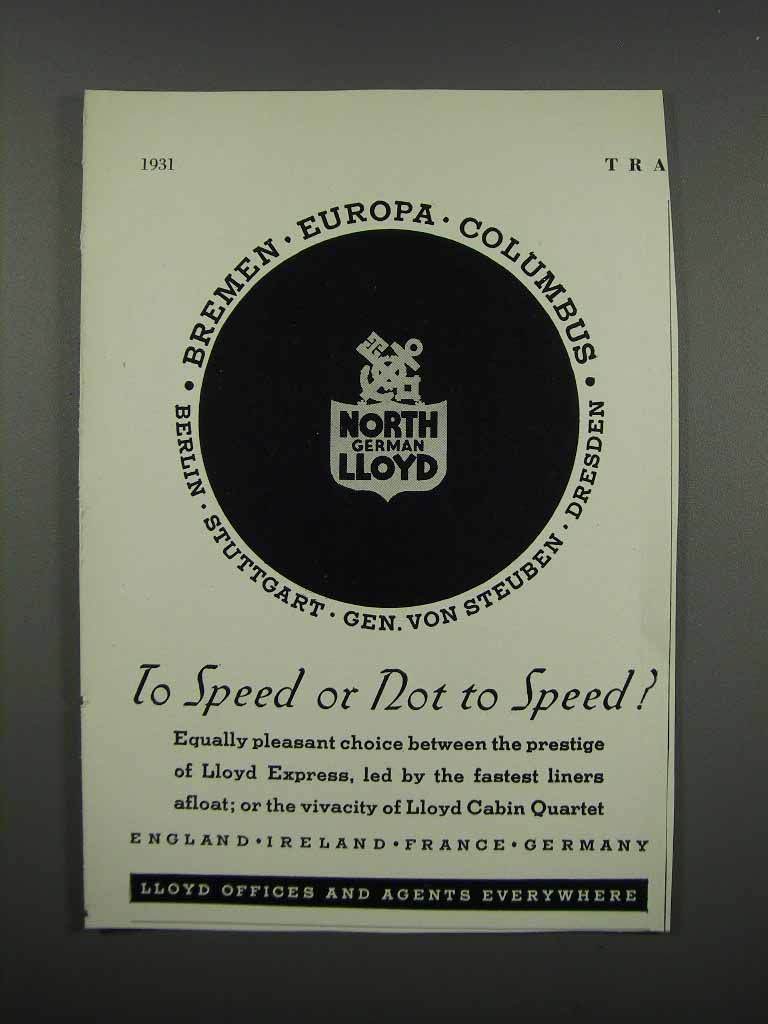 1931
TRA
• BREMEN · EUROPA · COLUMBUS •
BERLIN · STUTTGART · GEN. VON STEUBEN · DRESDEN
NORTH
GERMAN
LLOYD
To Speed or Not to Speed?
Equally pleasant choice between the prestige
of Lloyd Express, led by the fastest liners
afloat; or the vivacity of Lloyd Cabin Quartet
ENGLAND • IRELAND • FRANCE • GERMANY
LLOYD OFFICES AND AGENTS EVERYWHERE